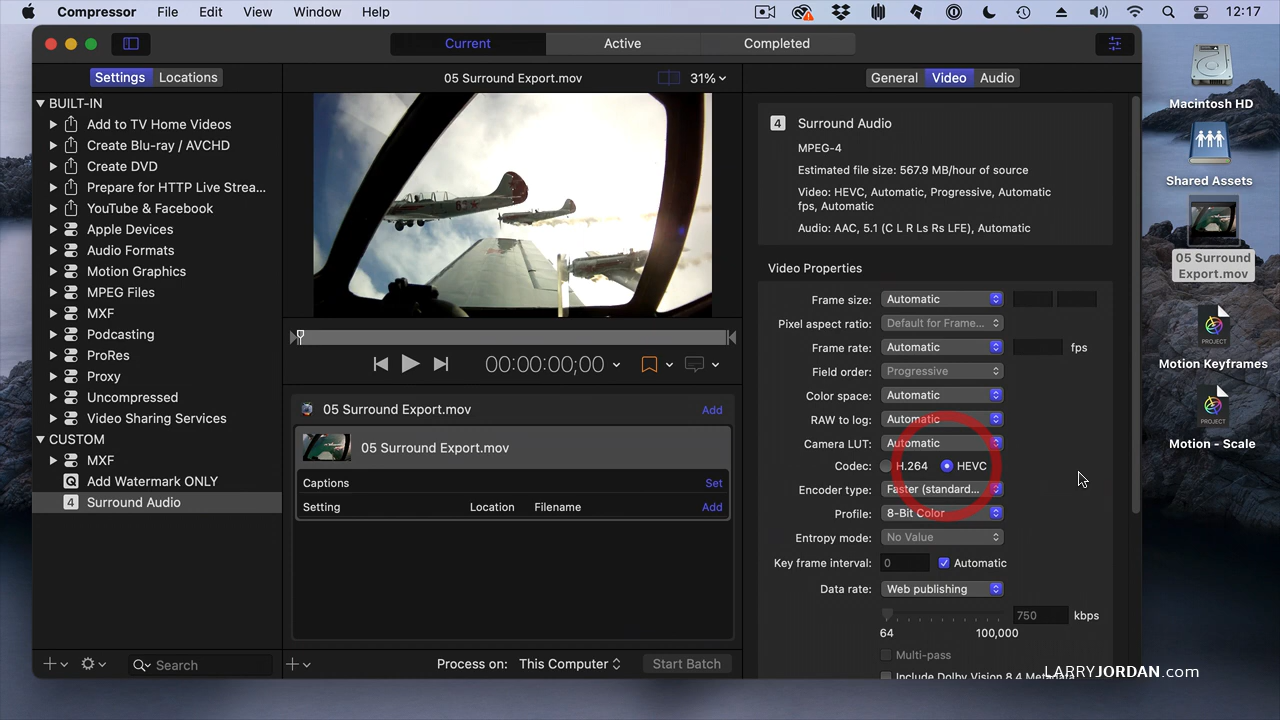 Compressor File Edit View Window Help 12:17
Current Active Completed
Settings Locations
05 Surround Export.mov 31%
General Video Audio
BUILT-IN
Add to TV Home Videos
Create Blu-ray / AVCHD
Create DVD
Prepare for HTTP Live Strea...
YouTube & Facebook
Apple Devices
Audio Formats
Motion Graphics
MPEG Files
MXF
Podcasting
ProRes
Proxy
Uncompressed
Video Sharing Services
CUSTOM
MXF
Add Watermark ONLY
4 Surround Audio
Search
00:00:00;00
05 Surround Export.mov Add
05 Surround Export.mov
Captions Set
Setting Location Filename Add
Process on: This Computer Start Batch
4 Surround Audio
MPEG-4
Estimated file size: 567.9 MB/hour of source
Video: HEVC, Automatic, Progressive, Automatic
fps, Automatic
Audio: AAC, 5.1 (C L R Ls Rs LFE), Automatic
Video Properties
Frame size: Automatic
Pixel aspect ratio: Default for Frame...
Frame rate: Automatic fps
Field order: Progressive
Color space: Automatic
RAW to log: Automatic
Camera LUT: Automatic
Codec: H.264 HEVC
Encoder type: Faster (standard...
Profile: 8-Bit Color
Entropy mode: No Value
Key frame interval: 0 Automatic
Data rate: Web publishing
750 kbps
64 100,000
Multi-pass
Include Dolby Vision 8.4 Metadata
LARRYJORDAN.com
Macintosh HD
Shared Assets
05 Surround
Export.mov
PROJECT
Motion Keyframes
PROJECT
Motion - Scale